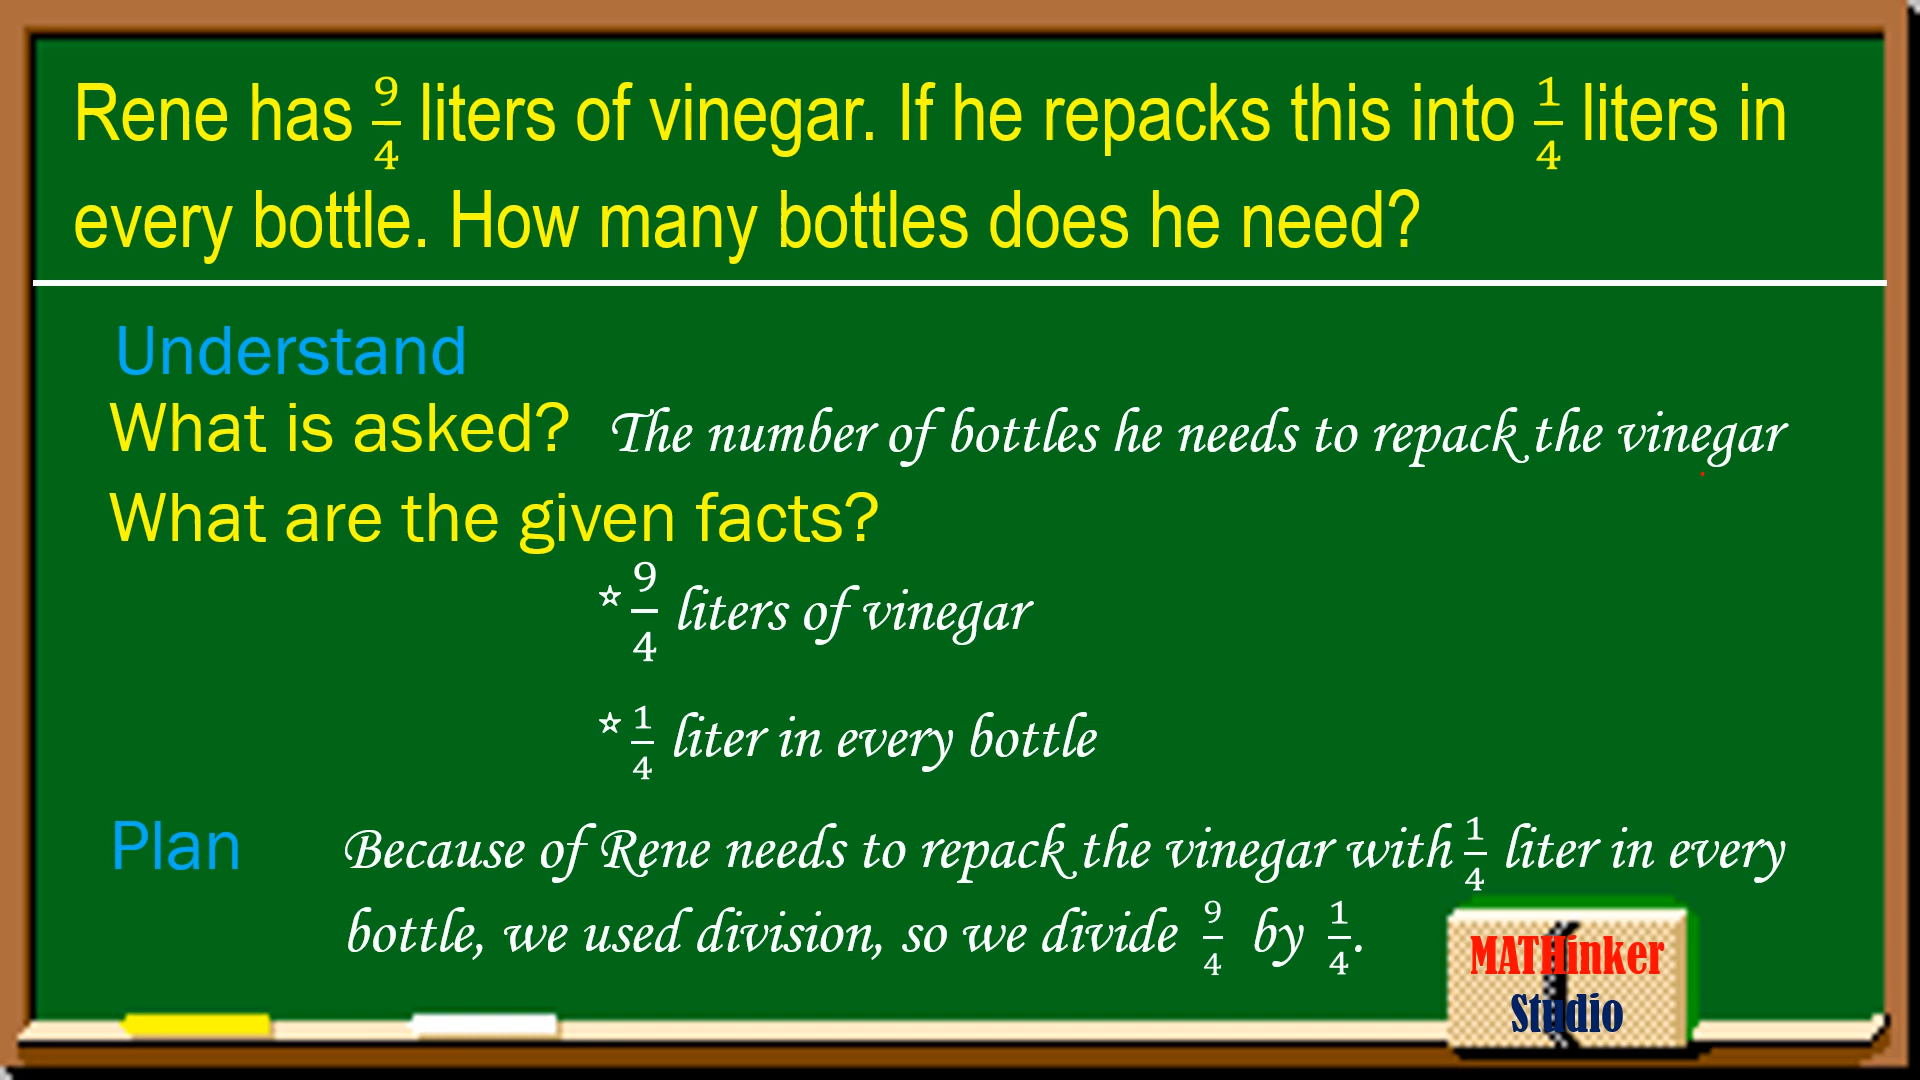 Rene has 9/4 liters of vinegar. If he repacks this into 1/4 liters in
every bottle. How many bottles does he need?
Understand
What is asked? The number of bottles he needs to repack the vinegar
What are the given facts?
* 9/4 liters of vinegar
* 1/4 liter in every bottle
Plan Because of Rene needs to repack the vinegar with 1/4 liter in every
bottle, we used division, so we divide 9/4 by 1/4.
MATHinker
Studio